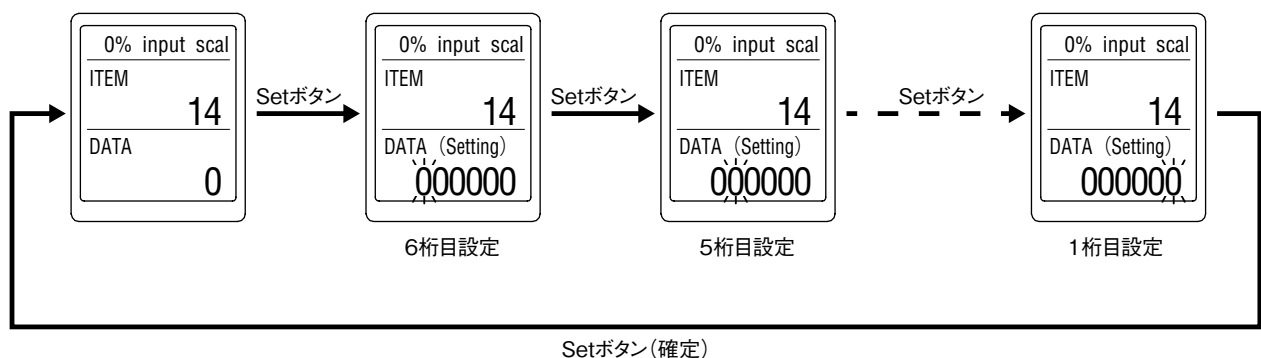 0% input scal
ITEM
14
DATA
0
Setボタン
0% input scal
ITEM
14
DATA（Setting）
000000
6桁目設定
Setボタン
0% input scal
ITEM
14
DATA（Setting）
000000
5桁目設定
Setボタン
0% input scal
ITEM
14
DATA（Setting）
000000
1桁目設定
Setボタン（確定）